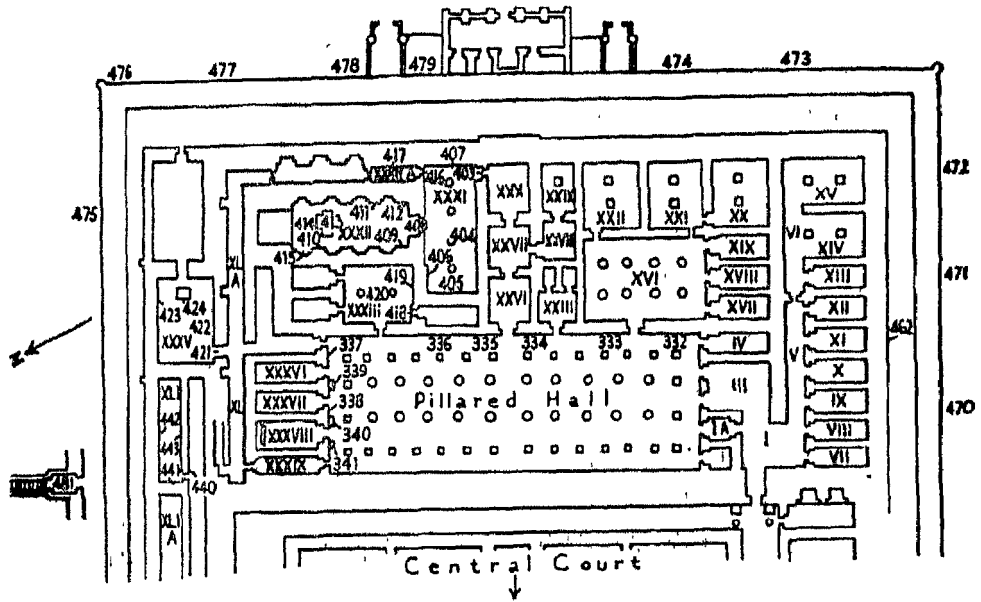 476 477 478 479 474 473
475
472
471
470
462
417 407
XXXII A 416 403
XXXI
411 412
414 413
410 XXXII 409
415
404
406
405
419
420
XXXIII 418
XXX XXIX
XXVII XXVIII
XXVI XXIII
XXII XXI XX
XVI
XIX
XVIII
XVII
XV
VI
XIV
XIII
XII
XI
X
IX
VIII
VII
IV
V
III
IA
I
I
XL
A
424
423
422
XXXV 421
337 336 335 334 333 332
XXXVI 339
XXXVII 338
XXXVIII 340
XXXIX 341
Pillared Hall
XLI
442
443
441
440
XL
XLI
A
481
N
Central Court